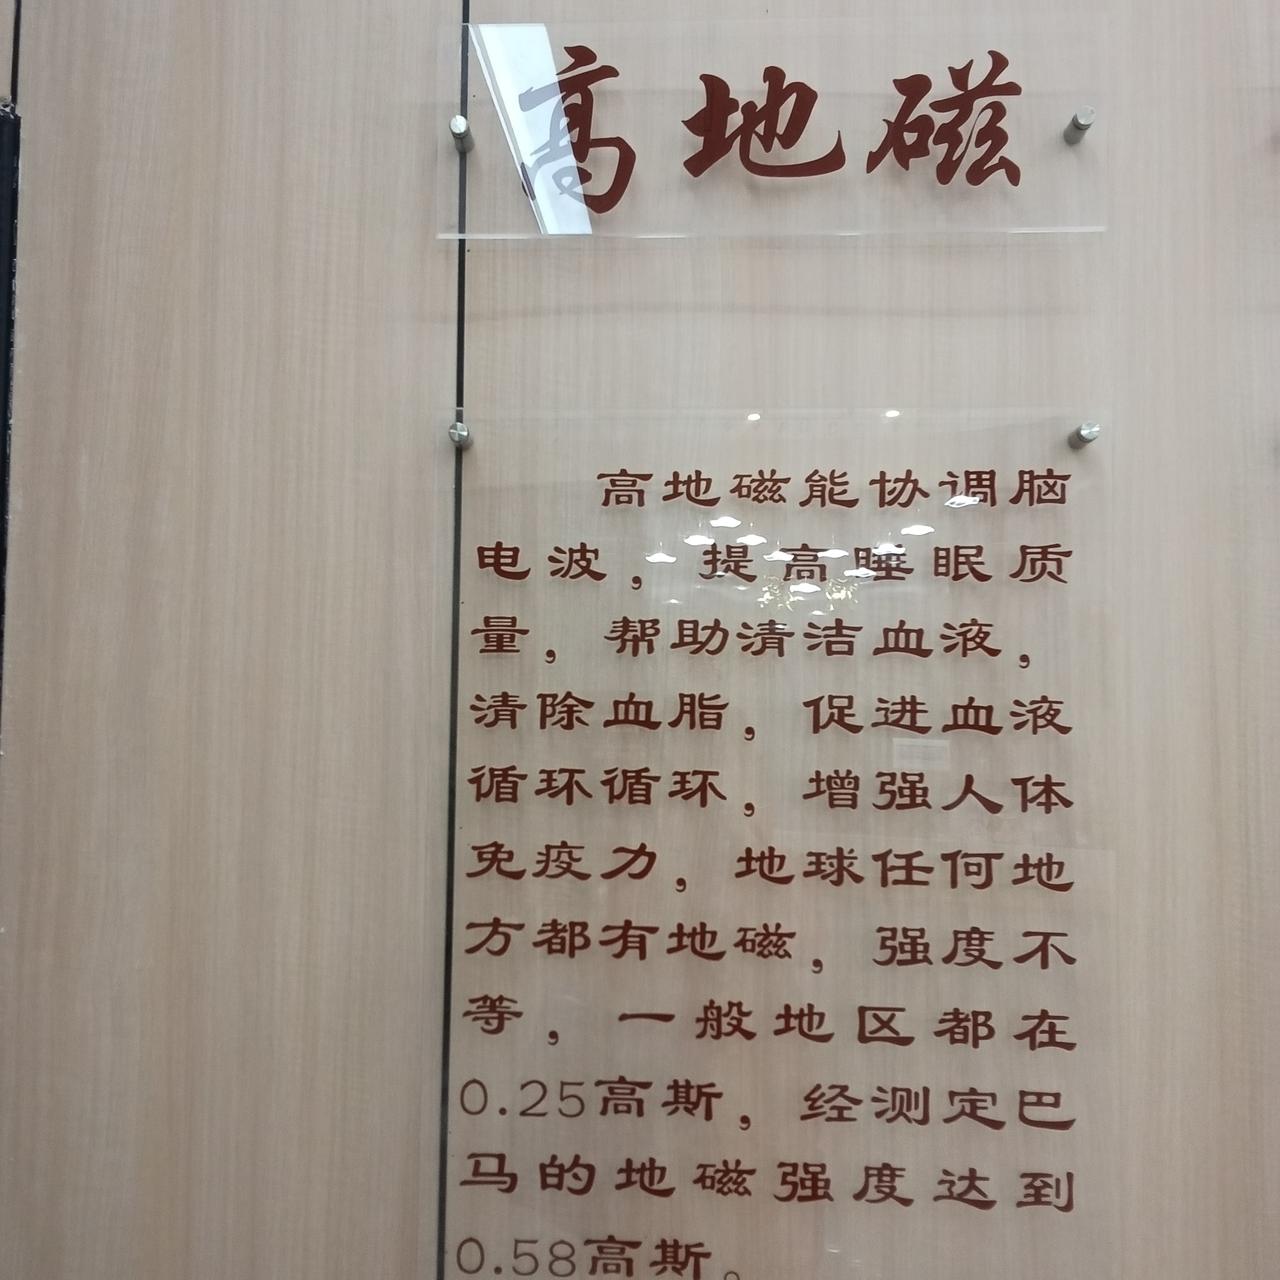 高地磁
高地磁能协调脑
电波，提高睡眠质
量，帮助清洁血液，
清除血脂，促进血液
循环循环，增强人体
免疫力，地球任何地
方都有地磁，强度不
等，一般地区都在
0.25高斯，经测定巴
马的地磁强度达到
0.58高斯。